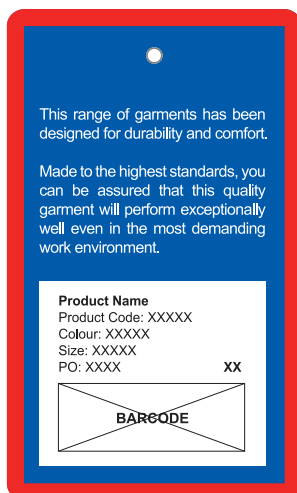 This range of garments has been
designed for durability and comfort.
Made to the highest standards, you
can be assured that this quality
garment will perform exceptionally
well even in the most demanding
work environment.
Product Name
Product Code: XXXXX
Colour: XXXXX
Size: XXXXX
PO: XXXX XX
BARCODE